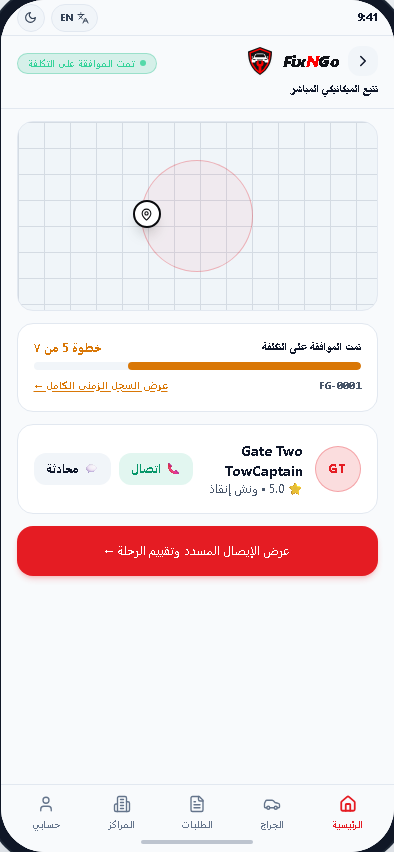 9:41
EN
FixNGo
تمت الموافقة على التكلفة
تتبع الميكانيكي المباشر
تمت الموافقة على التكلفة
خطوة 5 من ٧
FG-0001
عرض السجل الزمني الكامل ←
GT
Gate Two
TowCaptain
⭐ 5.0 • ونش إنقاذ
📞 اتصال
💬 محادثة
عرض الإيصال المسدد وتقييم الرحلة ←
الرئيسية
الجراج
الطلبات
المراكز
حسابي